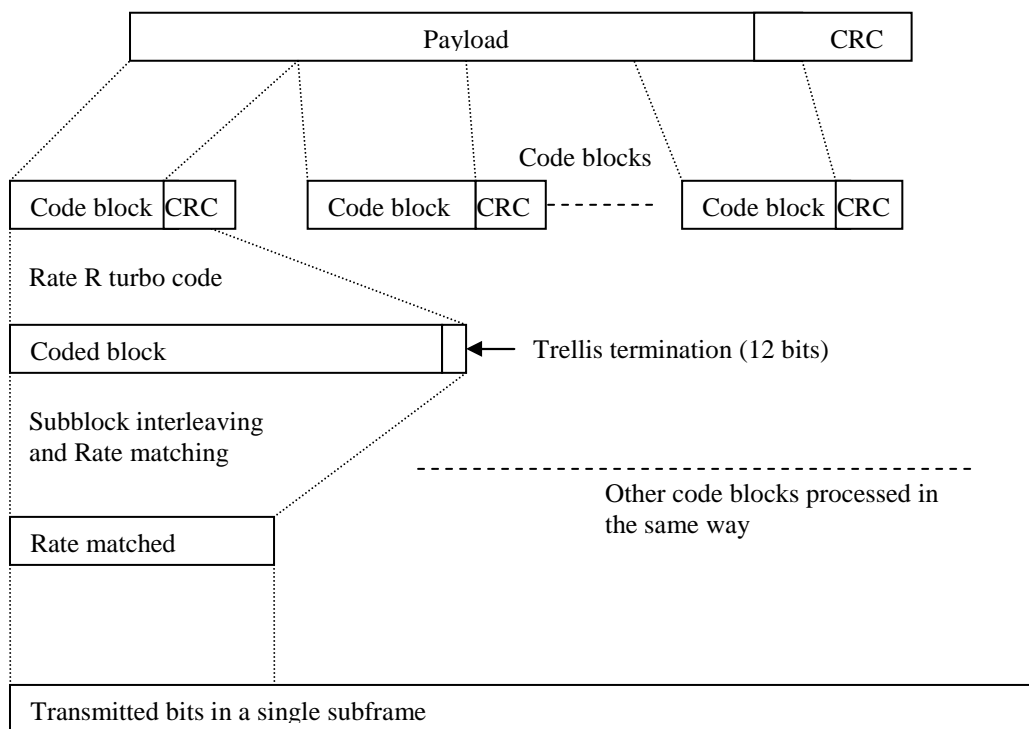 Payload CRC
Code blocks
Code block CRC Code block CRC Code block CRC
Rate R turbo code
Coded block
Trellis termination (12 bits)
Subblock interleaving
and Rate matching
Other code blocks processed in
the same way
Rate matched
Transmitted bits in a single subframe